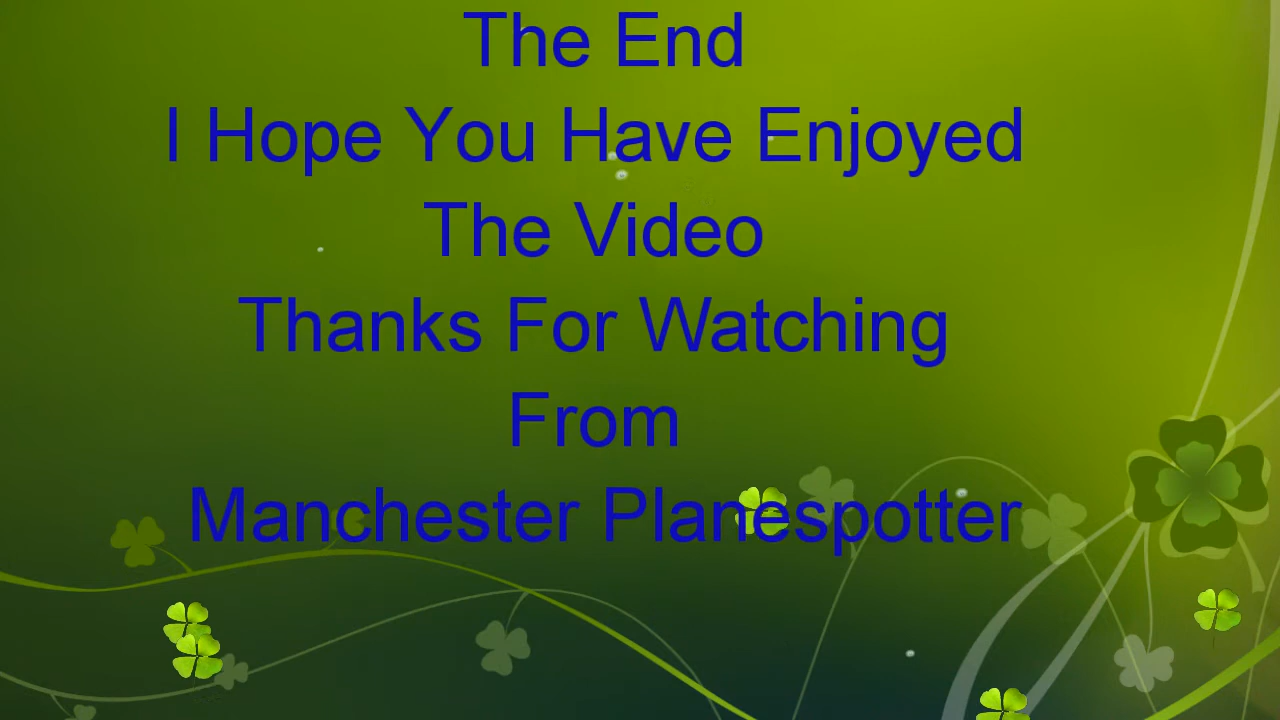 The End
I Hope You Have Enjoyed
The Video
Thanks For Watching
From
Manchester Planespotter